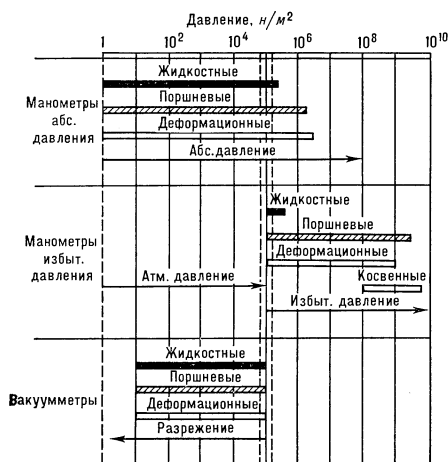 Давление, н/м²
1 10² 10⁴ 10⁶ 10⁸ 10¹⁰
Жидкостные
Поршневые
Манометры
абс.
давления
Деформационные
Абс.давление
Жидкостные
Поршневые
Манометры
избыт.
давления
Деформационные
Косвенные
Атм. давление
Избыт. давление
Жидкостные
Поршневые
Вакуумметры
Деформационные
Разрежение